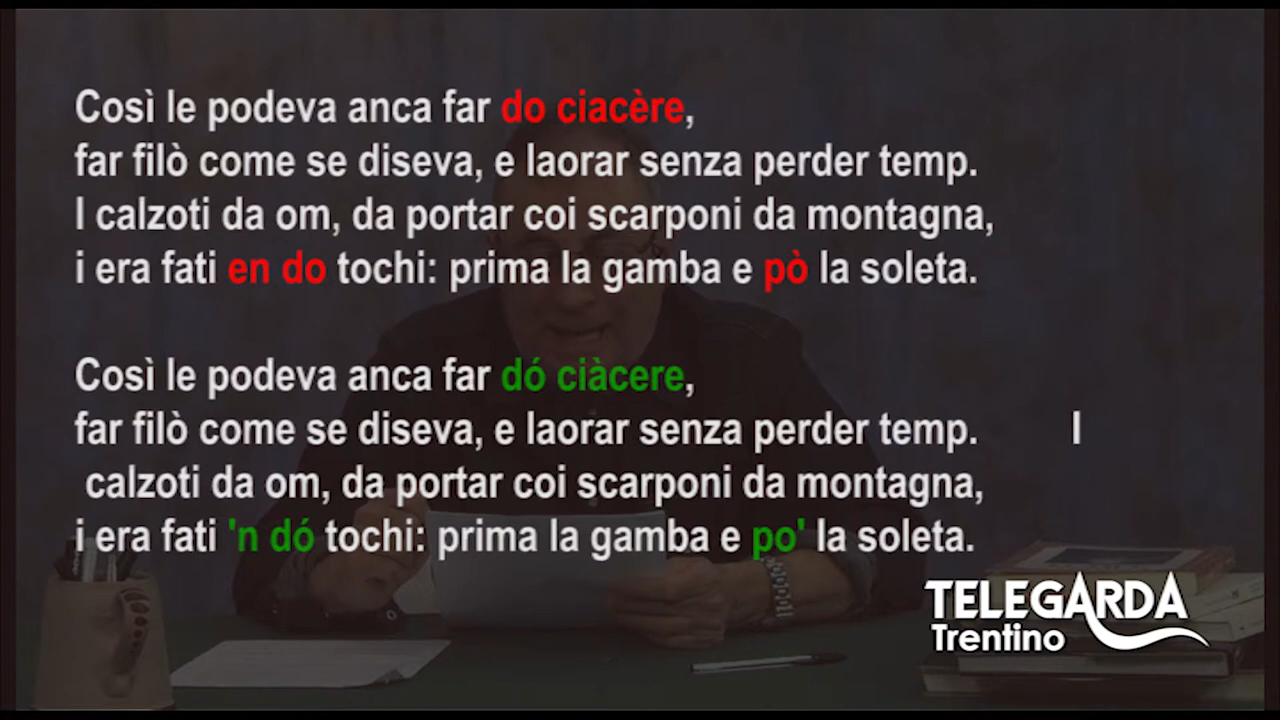 Così le podeva anca far do ciacère,
far filò come se diseva, e laorar senza perder temp.
I calzoti da om, da portar coi scarponi da montagna,
i era fati en do tochi: prima la gamba e pò la soleta.
Così le podeva anca far dó ciàcere,
far filò come se diseva, e laorar senza perder temp. I
calzoti da om, da portar coi scarponi da montagna,
i era fati 'n dó tochi: prima la gamba e po' la soleta.
TELEGARDA
Trentino